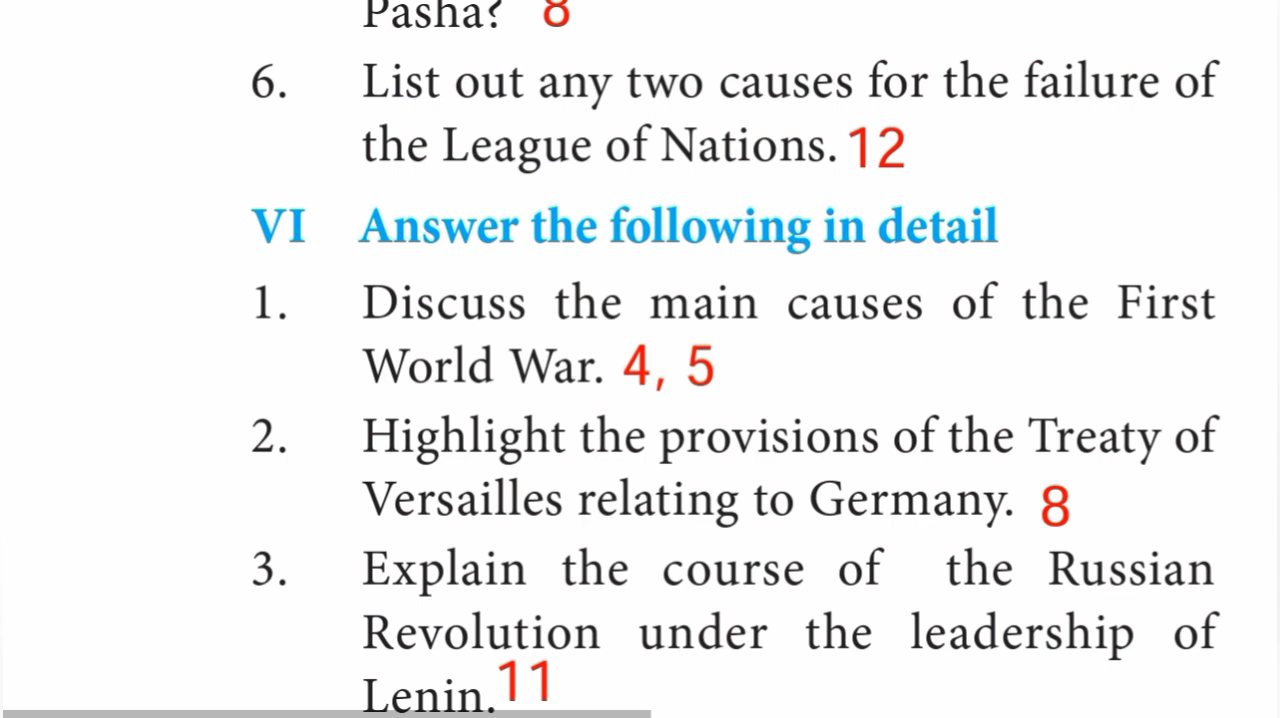 Pasha? 8
6. List out any two causes for the failure of
the League of Nations. 12
VI Answer the following in detail
1. Discuss the main causes of the First
World War. 4, 5
2. Highlight the provisions of the Treaty of
Versailles relating to Germany. 8
3. Explain the course of the Russian
Revolution under the leadership of
Lenin. 11